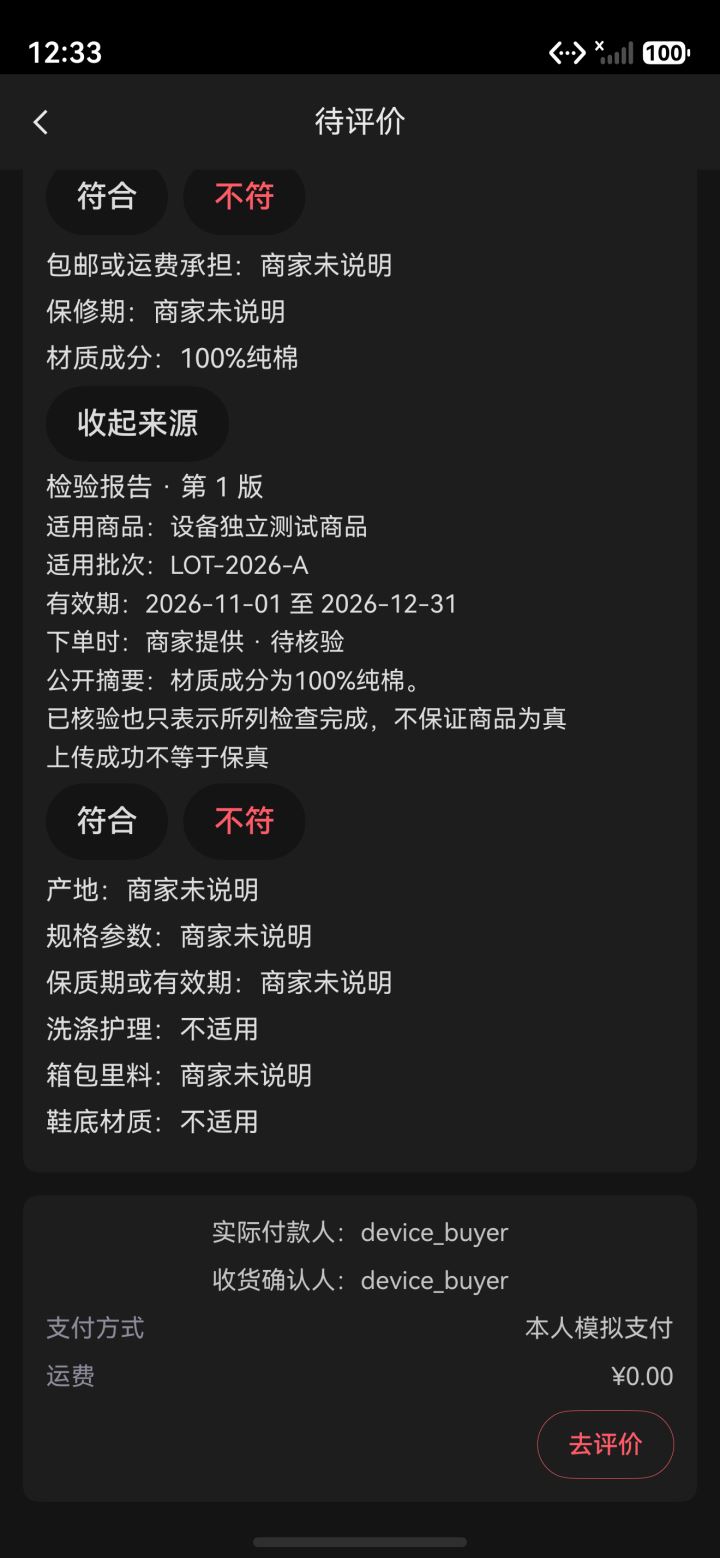 12:33
100
待评价
符合 不符
包邮或运费承担：商家未说明
保修期：商家未说明
材质成分：100%纯棉
收起来源
检验报告 · 第 1 版
适用商品：设备独立测试商品
适用批次：LOT-2026-A
有效期：2026-11-01 至 2026-12-31
下单时：商家提供 · 待核验
公开摘要：材质成分为100%纯棉。
已核验也只表示所列检查完成，不保证商品为真
上传成功不等于保真
符合 不符
产地：商家未说明
规格参数：商家未说明
保质期或有效期：商家未说明
洗涤护理：不适用
箱包里料：商家未说明
鞋底材质：不适用
实际付款人：device_buyer
收货确认人：device_buyer
支付方式 本人模拟支付
运费 ¥0.00
去评价